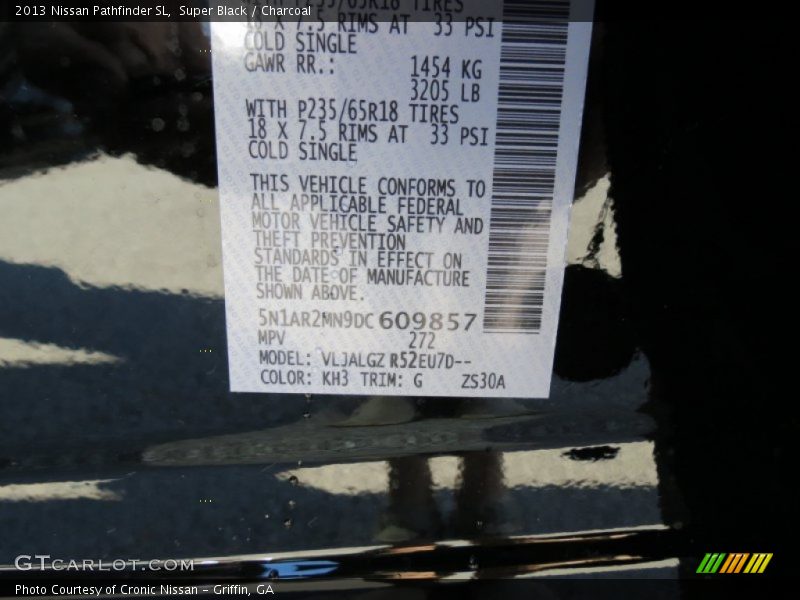 2013 Nissan Pathfinder SL, Super Black / Charcoal
18 X 7.5 RIMS AT 33 PSI
COLD SINGLE
GAWR RR.: 1454 KG
3205 LB
WITH P235/65R18 TIRES
18 X 7.5 RIMS AT 33 PSI
COLD SINGLE
THIS VEHICLE CONFORMS TO
ALL APPLICABLE FEDERAL
MOTOR VEHICLE SAFETY AND
THEFT PREVENTION
STANDARDS IN EFFECT ON
THE DATE OF MANUFACTURE
SHOWN ABOVE.
5N1AR2MN9DC609857
MPV 272
MODEL: VLJALGZ R52EU7D--
COLOR: KH3 TRIM: G ZS30A
GTCARLOT.COM
Photo Courtesy of Cronic Nissan - Griffin, GA